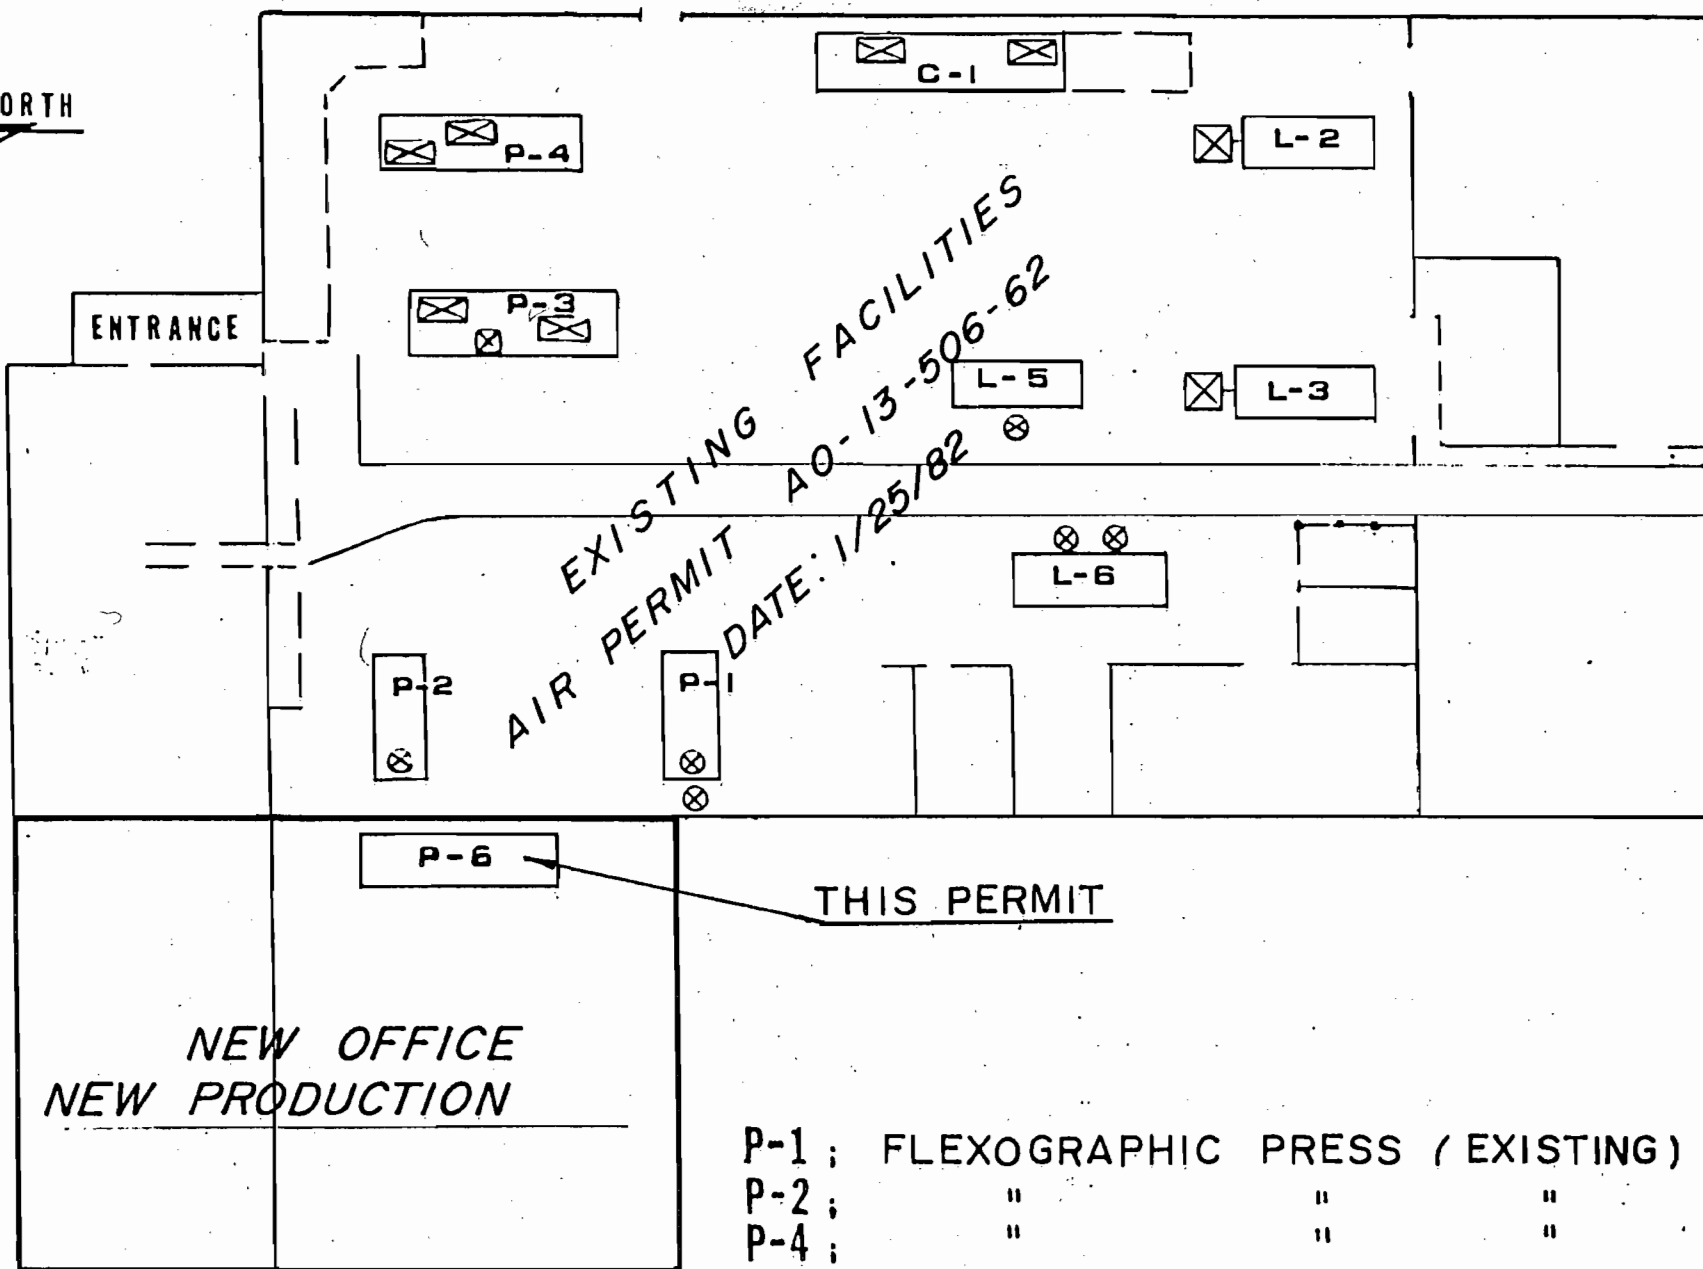 ORTH
C-1
P-4
L-2
P-3
ENTRANCE
L-5
L-3
EXISTING FACILITIES
AIR PERMIT AO-13-506-62
DATE: 1/25/82
L-6
P-2
P-1
P-6
THIS PERMIT
NEW OFFICE
NEW PRODUCTION
P-1 ; FLEXOGRAPHIC PRESS (EXISTING)
P-2 ; " " "
P-4 ; " " "